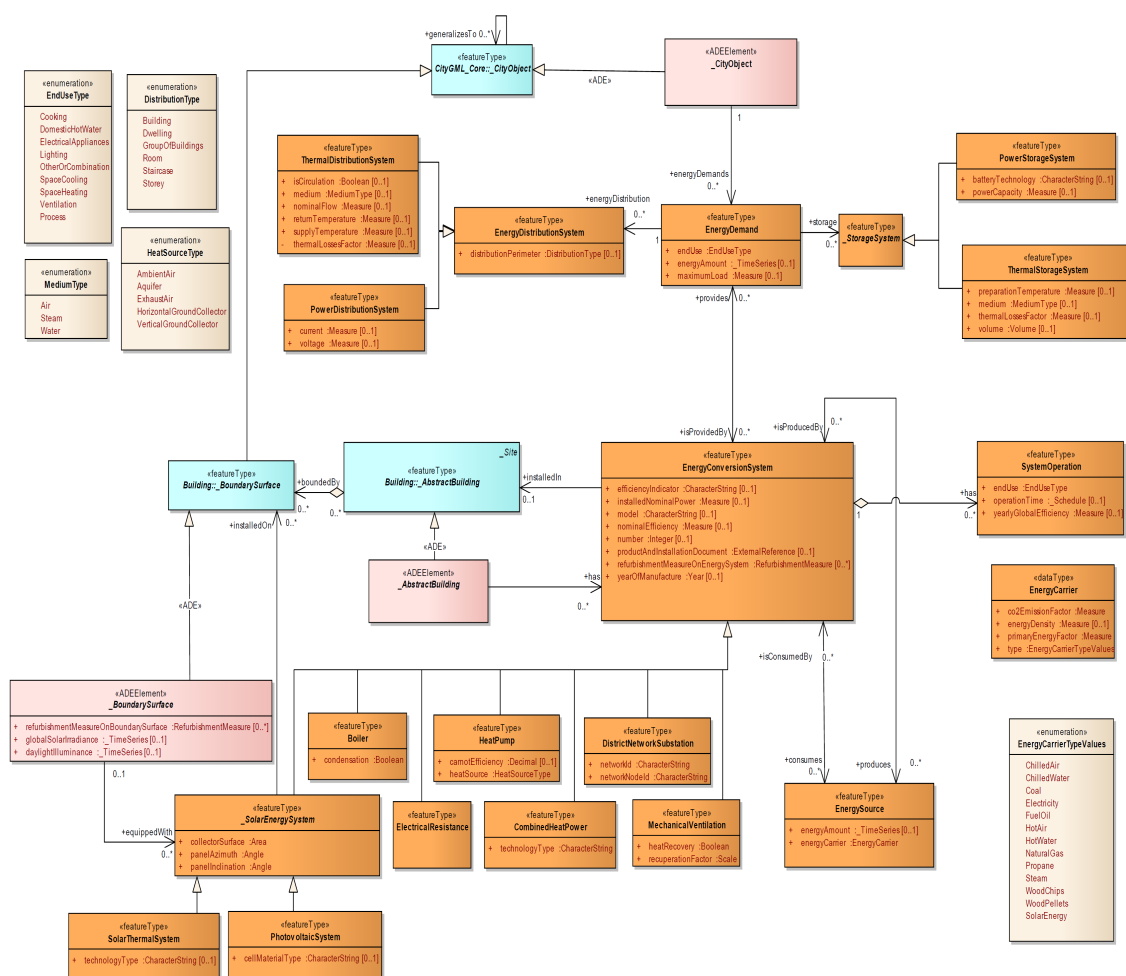 +generalizesTo 0..*
«featureType»
CityGML_Core::_CityObject
«ADE»
«ADEElement»
_CityObject
1
«enumeration»
EndUseType
Cooking
DomesticHotWater
ElectricalAppliances
Lighting
OtherOrCombination
SpaceCooling
SpaceHeating
Ventilation
Process
«enumeration»
DistributionType
Building
Dwelling
GroupOfBuildings
Room
Staircase
Storey
«enumeration»
HeatSourceType
AmbientAir
Aquifer
ExhaustAir
HorizontalGroundCollector
VerticalGroundCollector
«enumeration»
MediumType
Air
Steam
Water
«featureType»
ThermalDistributionSystem
+ isCirculation :Boolean [0..1]
+ medium :MediumType [0..1]
+ nominalFlow :Measure [0..1]
+ returnTemperature :Measure [0..1]
+ supplyTemperature :Measure [0..1]
- thermalLossesFactor :Measure [0..1]
«featureType»
PowerDistributionSystem
+ current :Measure [0..1]
+ voltage :Measure [0..1]
+energyDistribution
0..*
1
«featureType»
EnergyDistributionSystem
+ distributionPerimeter :DistributionType [0..1]
+energyDemands
0..*
«featureType»
EnergyDemand
+ endUse :EndUseType
+ energyAmount :_TimeSeries [0..1]
+ maximumLoad :Measure [0..1]
+provides 0..*
+storage
0..*
«featureType»
_StorageSystem
«featureType»
PowerStorageSystem
+ batteryTechnology :CharacterString [0..1]
+ powerCapacity :Measure [0..1]
«featureType»
ThermalStorageSystem
+ preparationTemperature :Measure [0..1]
+ medium :MediumType [0..1]
+ thermalLossesFactor :Measure [0..1]
+ volume :Volume [0..1]
+isProvidedBy 0..*
+isProducedBy 0..*
«featureType»
Building::_BoundarySurface
+boundedBy
0..*
0..*
+installedOn 0..*
_Site
«featureType»
Building::_AbstractBuilding
+installedIn
0..1
«ADE»
«ADEElement»
_AbstractBuilding
+has
0..*
«featureType»
EnergyConversionSystem
+ efficiencyIndicator :CharacterString [0..1]
+ installedNominalPower :Measure [0..1]
+ model :CharacterString [0..1]
+ nominalEfficiency :Measure [0..1]
+ number :Integer [0..1]
+ productAndInstallationDocument :ExternalReference [0..1]
+ refurbishmentMeasureOnEnergySystem :RefurbishmentMeasure [0..*]
+ yearOfManufacture :Year [0..1]
1
+has
0..*
«featureType»
SystemOperation
+ endUse :EndUseType
+ operationTime :_Schedule [0..1]
+ yearlyGlobalEfficiency :Measure [0..1]
«dataType»
EnergyCarrier
+ co2EmissionFactor :Measure
+ energyDensity :Measure [0..1]
+ primaryEnergyFactor :Measure
+ type :EnergyCarrierTypeValues
«ADE»
«ADEElement»
_BoundarySurface
+ refurbishmentMeasureOnBoundarySurface :RefurbishmentMeasure [0..*]
+ globalSolarIrradiance :_TimeSeries [0..1]
+ daylightIlluminance :_TimeSeries [0..1]
0..1
+equippedWith
0..*
«featureType»
_SolarEnergySystem
+ collectorSurface :Area
+ panelAzimuth :Angle
+ panelInclination :Angle
«featureType»
SolarThermalSystem
+ technologyType :CharacterString [0..1]
«featureType»
PhotovoltaicSystem
+ cellMaterialType :CharacterString [0..1]
«featureType»
Boiler
+ condensation :Boolean
«featureType»
HeatPump
+ carnotEfficiency :Decimal [0..1]
+ heatSource :HeatSourceType
«featureType»
DistrictNetworkSubstation
+ networkId :CharacterString
+ networkNodeId :CharacterString
«featureType»
ElectricalResistance
«featureType»
CombinedHeatPower
+ technologyType :CharacterString
«featureType»
MechanicalVentilation
+ heatRecovery :Boolean
+ recuperationFactor :Scale
+isConsumedBy 0..*
+consumes
0..*
+produces
0..*
«featureType»
EnergySource
+ energyAmount :_TimeSeries [0..1]
+ energyCarrier :EnergyCarrier
«enumeration»
EnergyCarrierTypeValues
ChilledAir
ChilledWater
Coal
Electricity
FuelOil
HotAir
HotWater
NaturalGas
Propane
Steam
WoodChips
WoodPellets
SolarEnergy